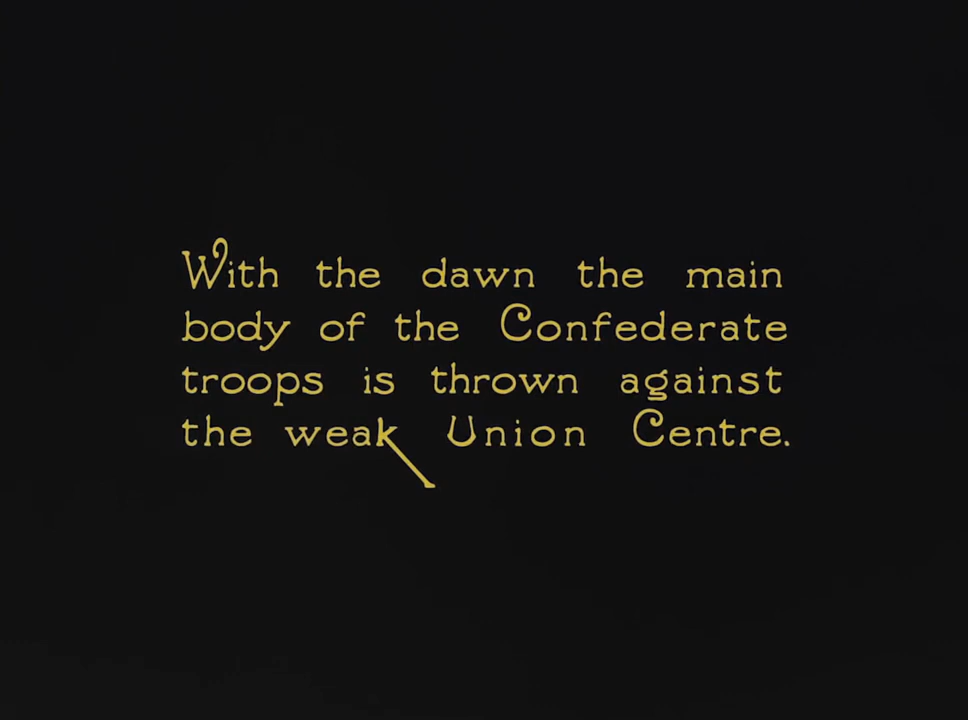 With the dawn the main
body of the Confederate
troops is thrown against
the weak Union Centre.